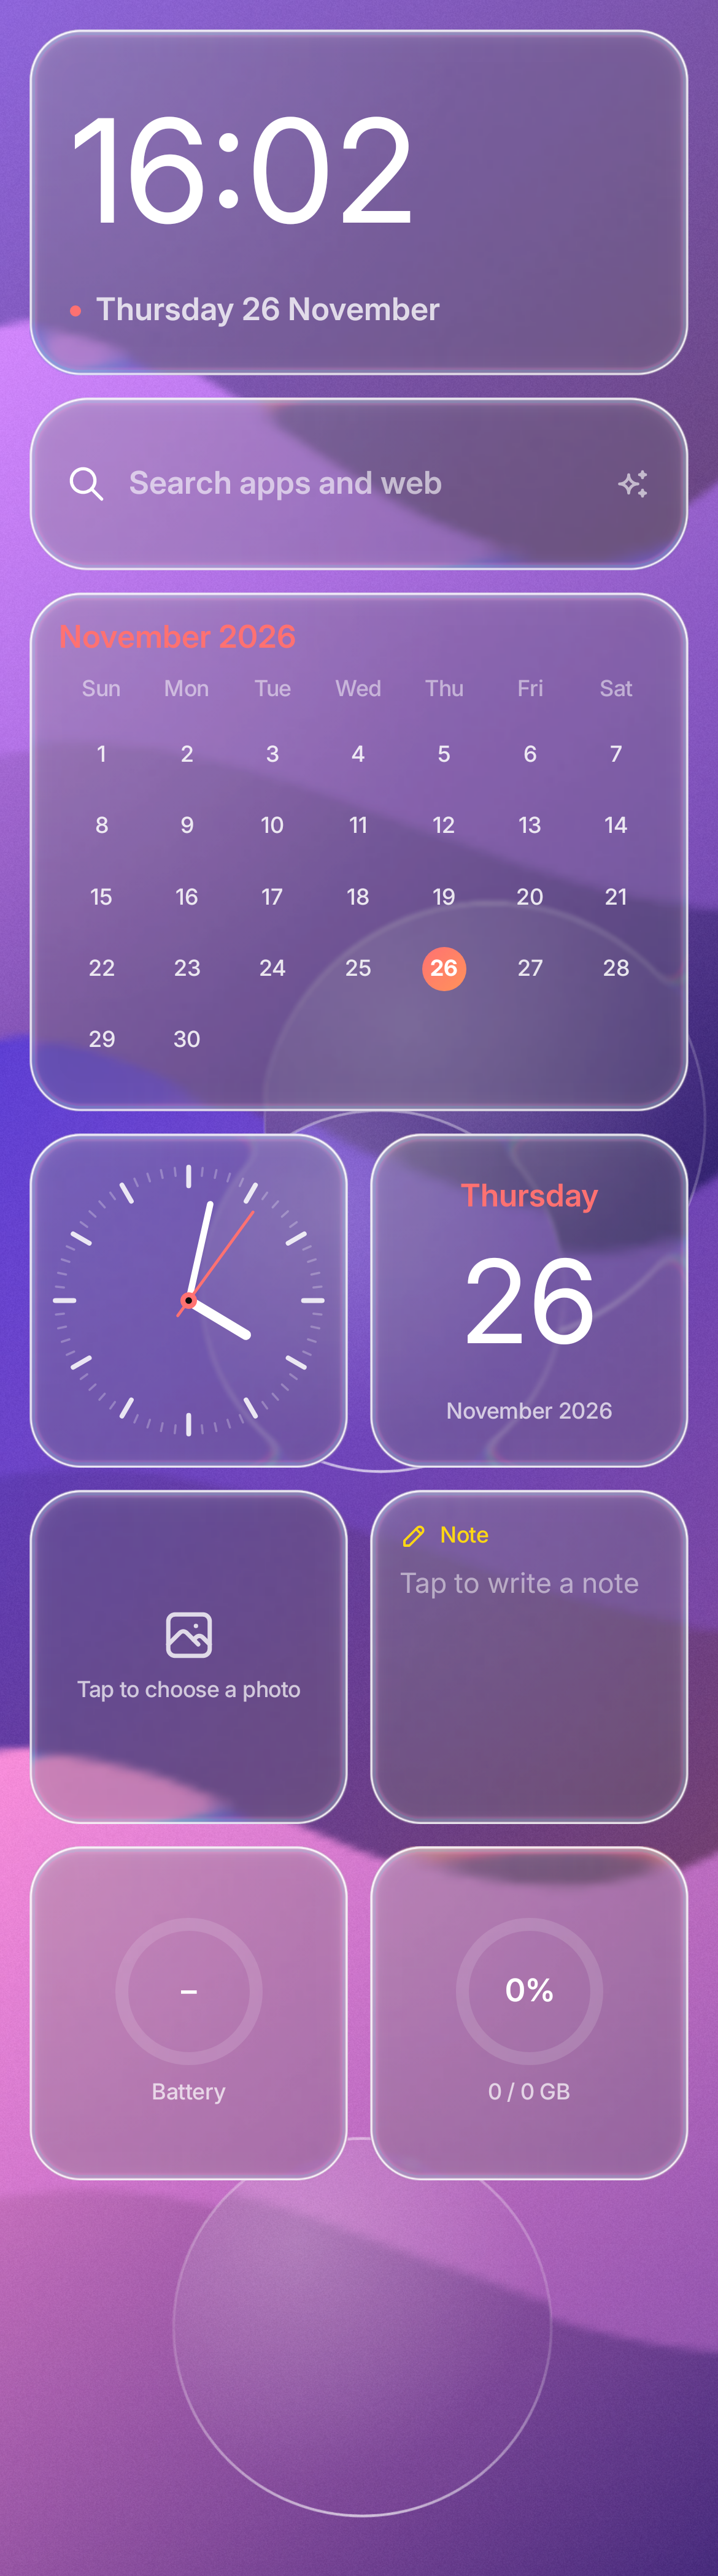 16:02
Thursday 26 November
Search apps and web
November 2026
Sun Mon Tue Wed Thu Fri Sat
1 2 3 4 5 6 7
8 9 10 11 12 13 14
15 16 17 18 19 20 21
22 23 24 25 26 27 28
29 30
Thursday
26
November 2026
Tap to choose a photo
Note
Tap to write a note
–
Battery
0%
0 / 0 GB